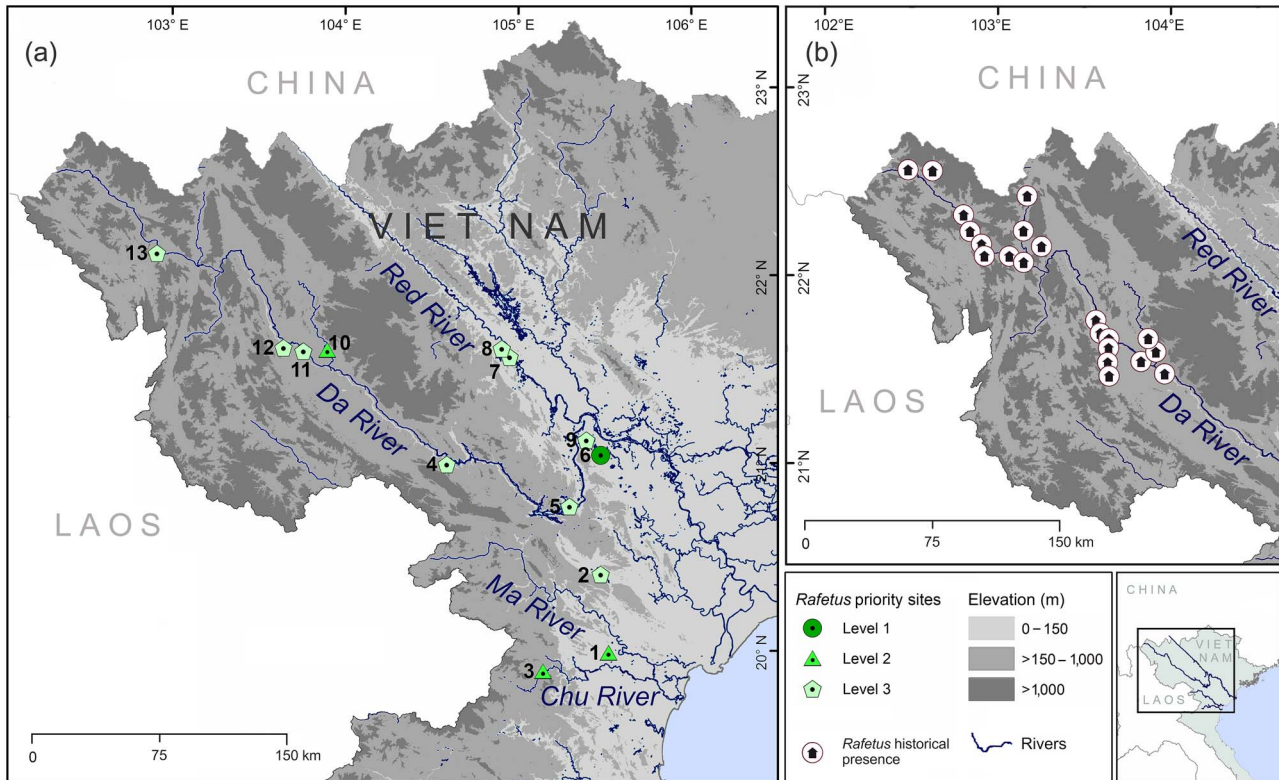 103° E
104° E
105°E
106° E
(a)
CHINA
23° N
VIET NAM
Red River
22° N
13
12
11
10
8
7
Da River
9
6
21° N
4
5
LAOS
2
Ma River
1
20° N
3
Chu River
0
75
150 km
102° E
103° E
104° E
(b)
CHINA
Red River
LAOS
Da River
0
75
150 km
Rafetus priority sites
Level 1
Level 2
Level 3
Rafetus historical
presence
Elevation (m)
0 – 150
>150 – 1,000
>1,000
Rivers
CHINA
VIET
NAM
LAOS